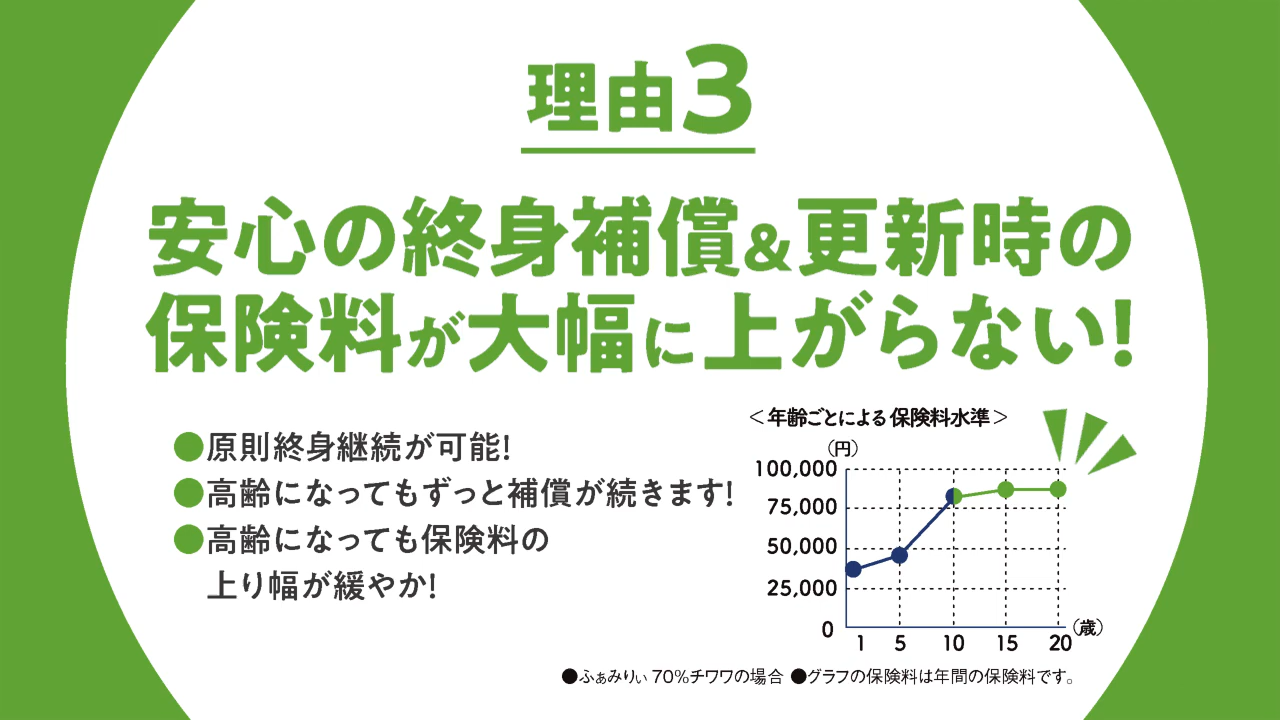 理由3
安心の終身補償&更新時の
保険料が大幅に上がらない!
●原則終身継続が可能!
●高齢になってもずっと補償が続きます!
●高齢になっても保険料の
上り幅が緩やか!
<年齢ごとによる保険料水準>
(円)
100,000
75,000
50,000
25,000
0
1 5 10 15 20 (歳)
●ふぁみりぃ 70%チワワの場合 ●グラフの保険料は年間の保険料です。